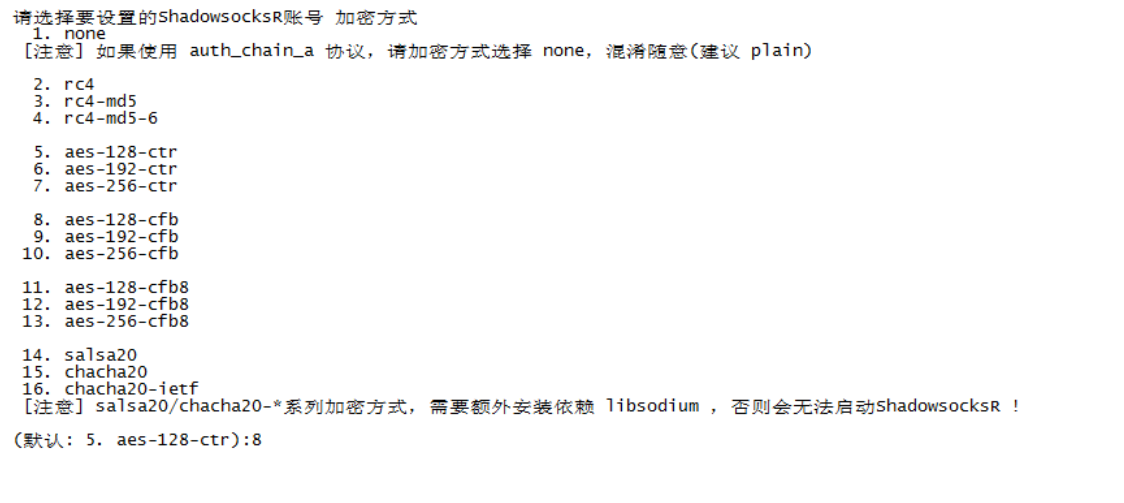 请选择要设置的ShadowsocksR账号 加密方式
1. none
[注意] 如果使用 auth_chain_a 协议，请加密方式选择 none，混淆随意(建议 plain)
2. rc4
3. rc4-md5
4. rc4-md5-6
5. aes-128-ctr
6. aes-192-ctr
7. aes-256-ctr
8. aes-128-cfb
9. aes-192-cfb
10. aes-256-cfb
11. aes-128-cfb8
12. aes-192-cfb8
13. aes-256-cfb8
14. salsa20
15. chacha20
16. chacha20-ietf
[注意] salsa20/chacha20-*系列加密方式，需要额外安装依赖 libsodium ，否则会无法启动ShadowsocksR ！
(默认: 5. aes-128-ctr):8